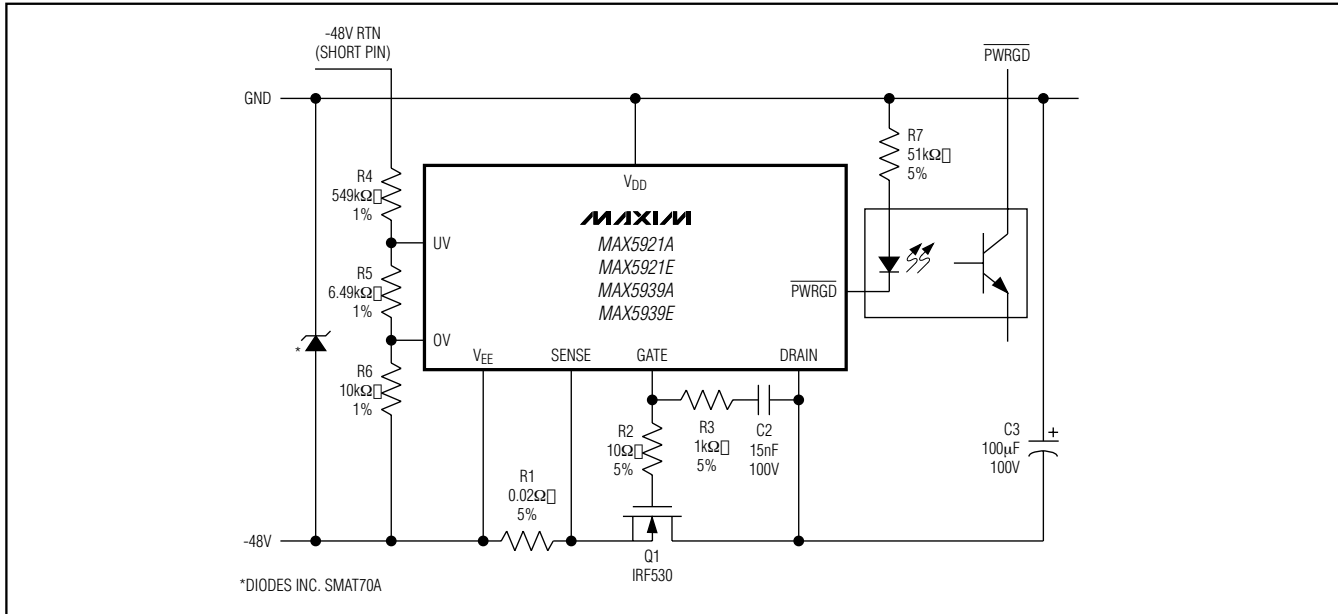 -48V RTN
(SHORT PIN)
PWRGD
GND
R7
51kΩ
5%
R4
549kΩ
1%
VDD
MAXIM
MAX5921A
MAX5921E
MAX5939A
MAX5939E
UV
R5
6.49kΩ
1%
PWRGD
OV
*
VEE
SENSE
GATE
DRAIN
R6
10kΩ
1%
R2
10Ω
5%
R3
1kΩ
5%
C2
15nF
100V
C3
100µF
100V
+
R1
0.02Ω
5%
-48V
Q1
IRF530
*DIODES INC. SMAT70A